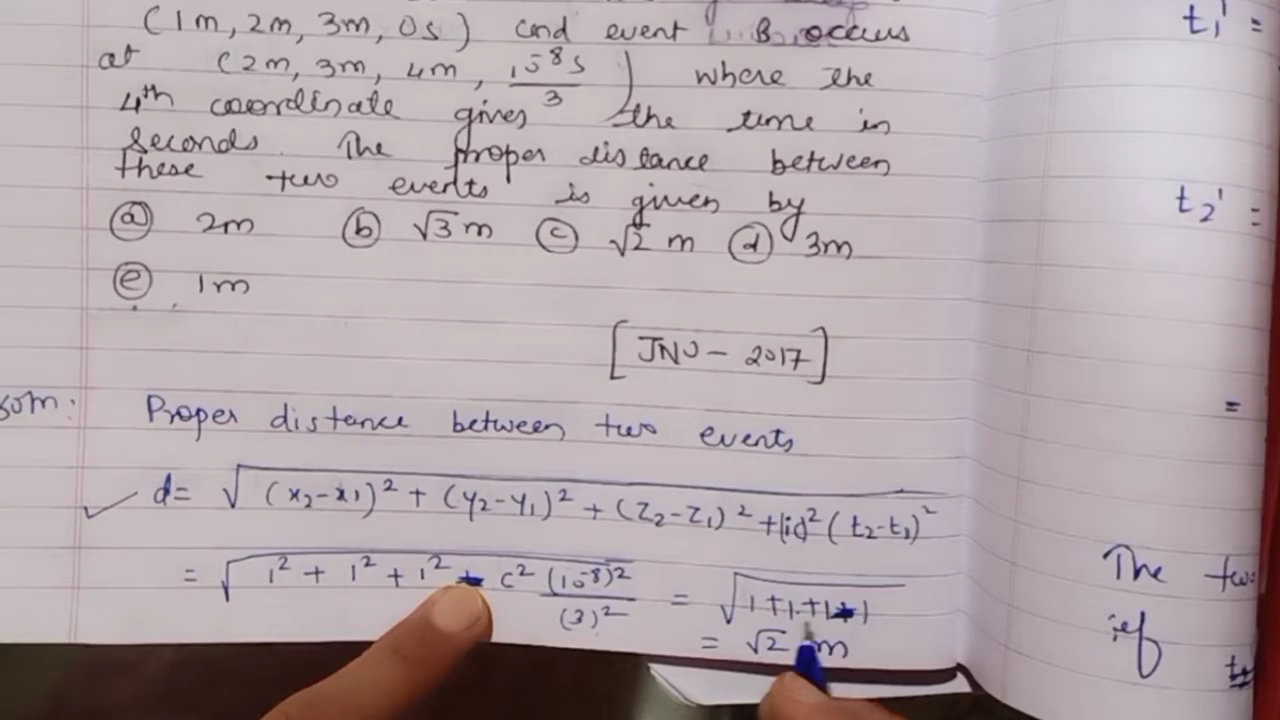 (1m, 2m, 3m, 0s) and event B occurs
at (2m, 3m, 4m, 10⁻⁸s/3) where the
4th coordinate gives the time in
seconds. The proper distance between
these two events is given by
(a) 2m (b) √3 m (c) √2 m (d) 3m
(e) 1m
[JNU - 2017]
Som: Proper distance between two events
d = √(x₂-x₁)² + (y₂-y₁)² + (z₂-z₁)² + (ic)² (t₂-t₁)²
= √1² + 1² + 1² - c² (10⁻⁸)²/(3)² = √1+1+1-1
= √2 m
t₁' =
t₂' =
=
The two
ief